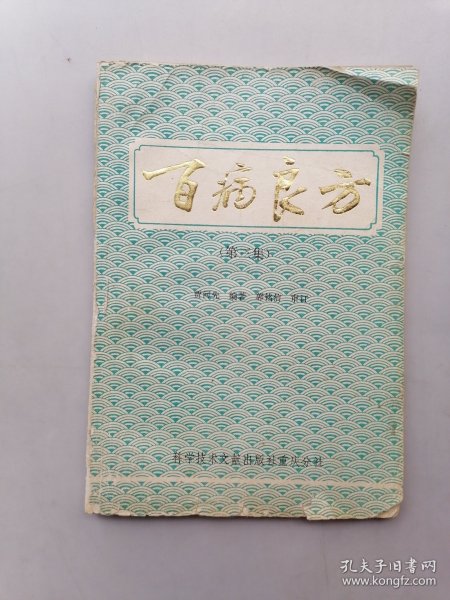 百病良方
(第二集)
编著 审订
科学技术文献出版社重庆分社
孔夫子旧书网
www.kongfz.com